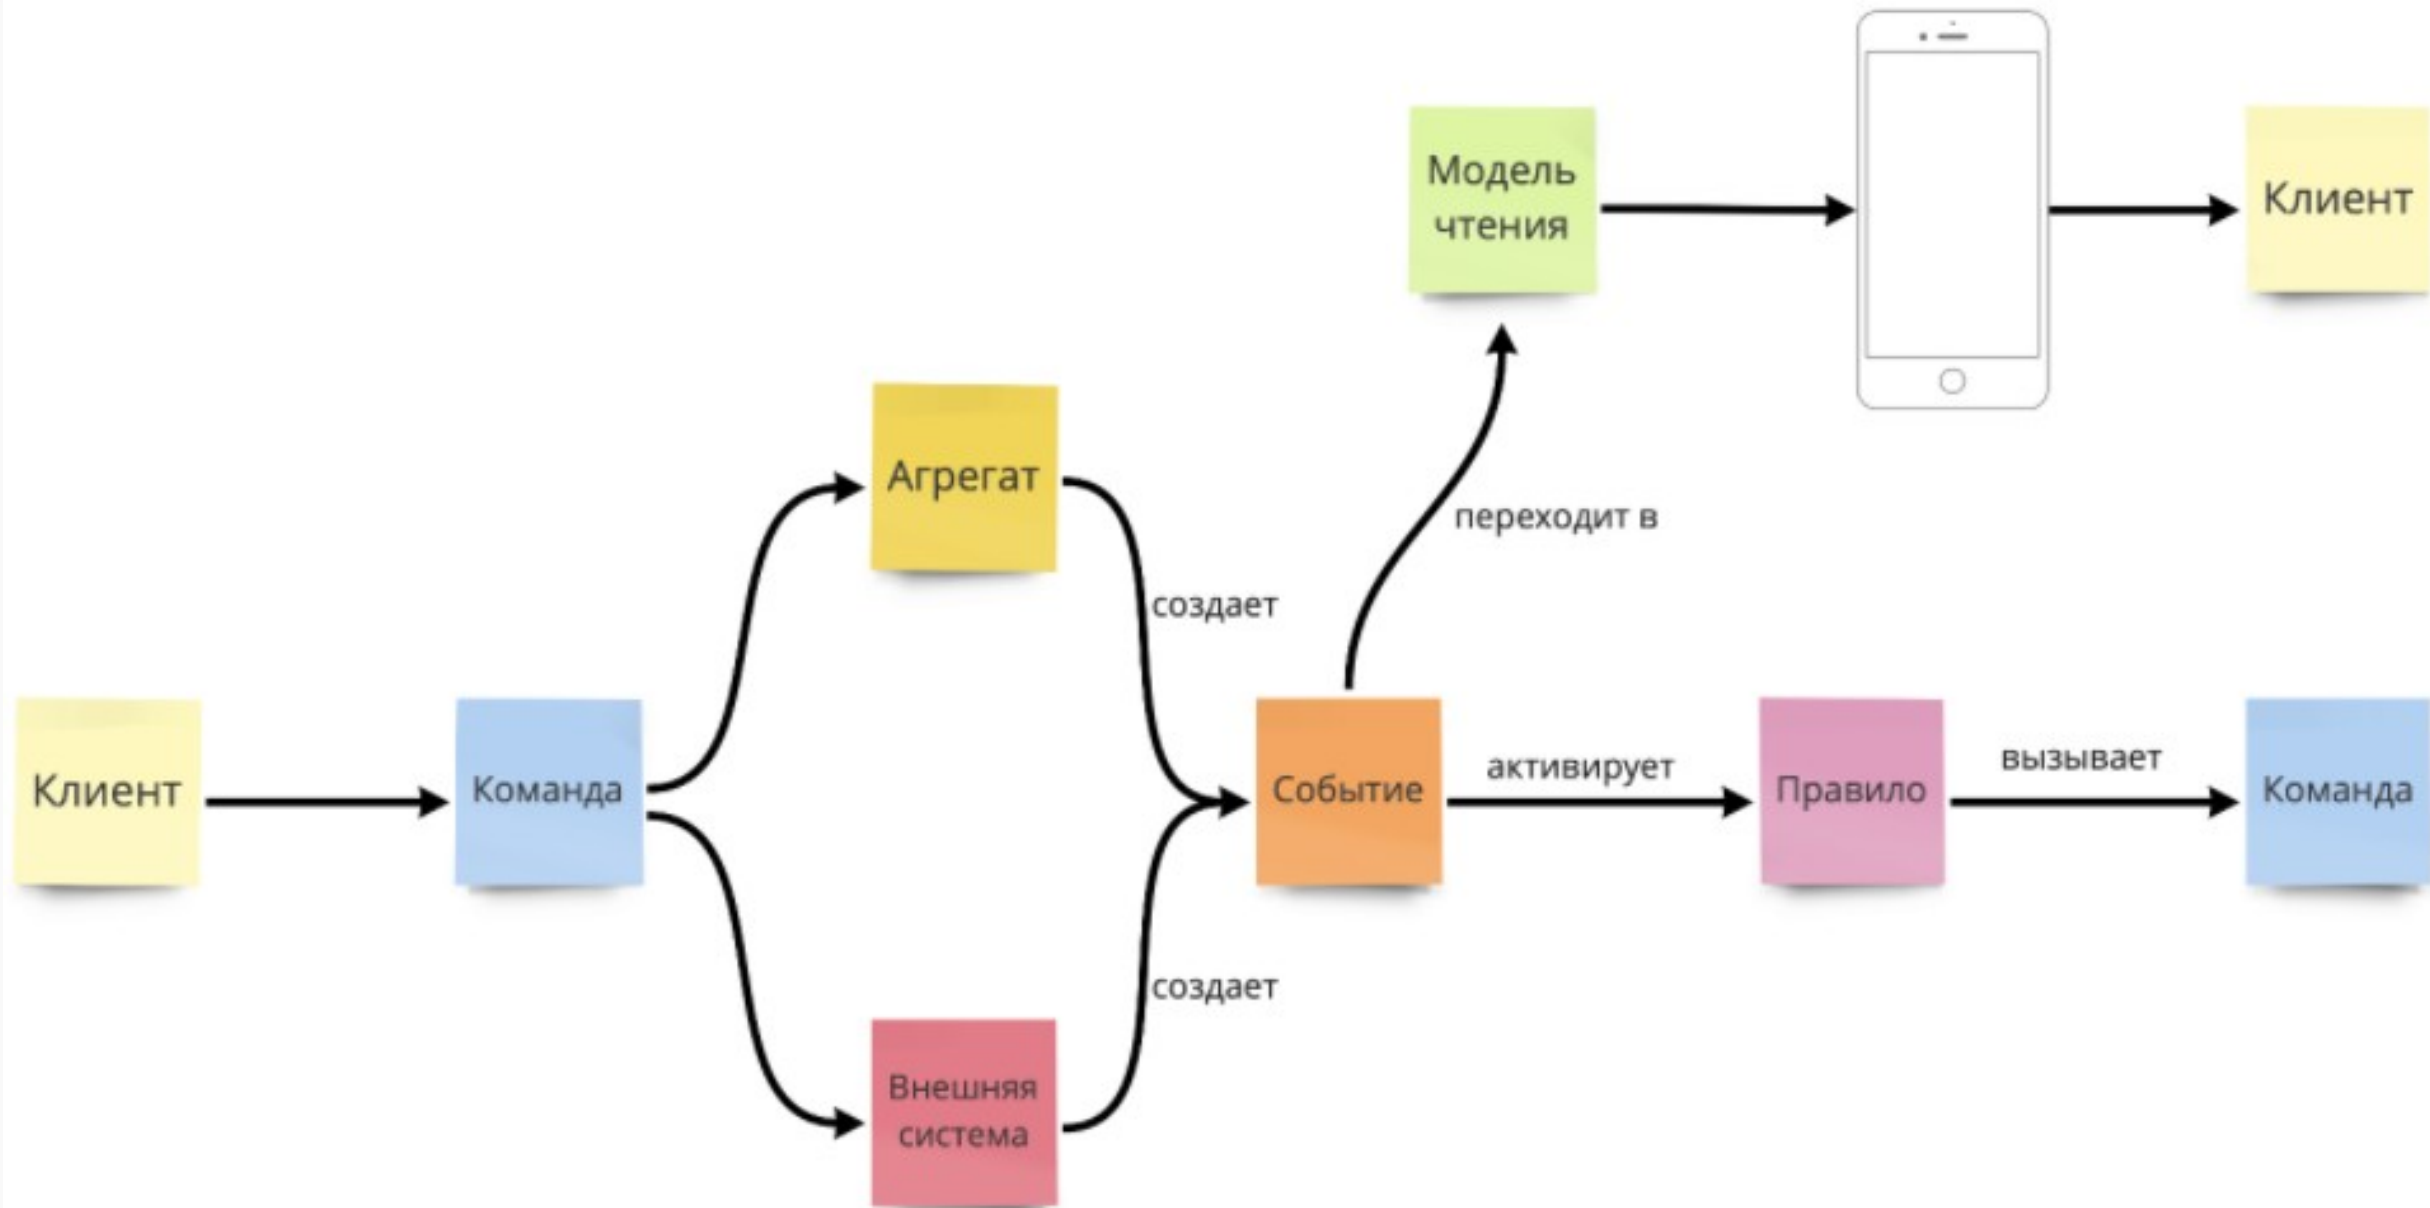 Модель
чтения
Клиент
Агрегат
переходит в
создает
Клиент
Команда
Событие
активирует
Правило
вызывает
Команда
создает
Внешняя
система